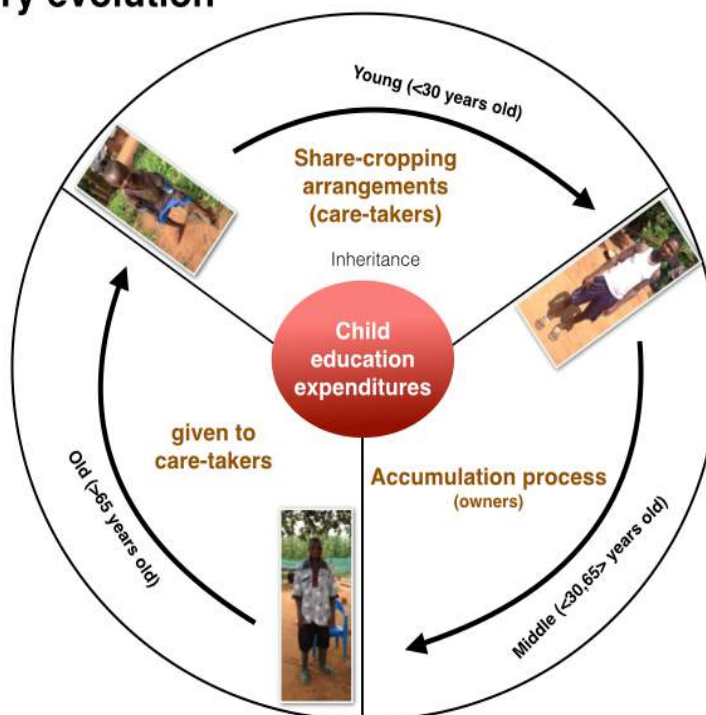 evolution
Young (<30 years old)
Share-cropping
arrangements
(care-takers)
Inheritance
Child
education
expenditures
given to
care-takers
Accumulation process
(owners)
Old (>65 years old)
Middle (<30,65> years old)